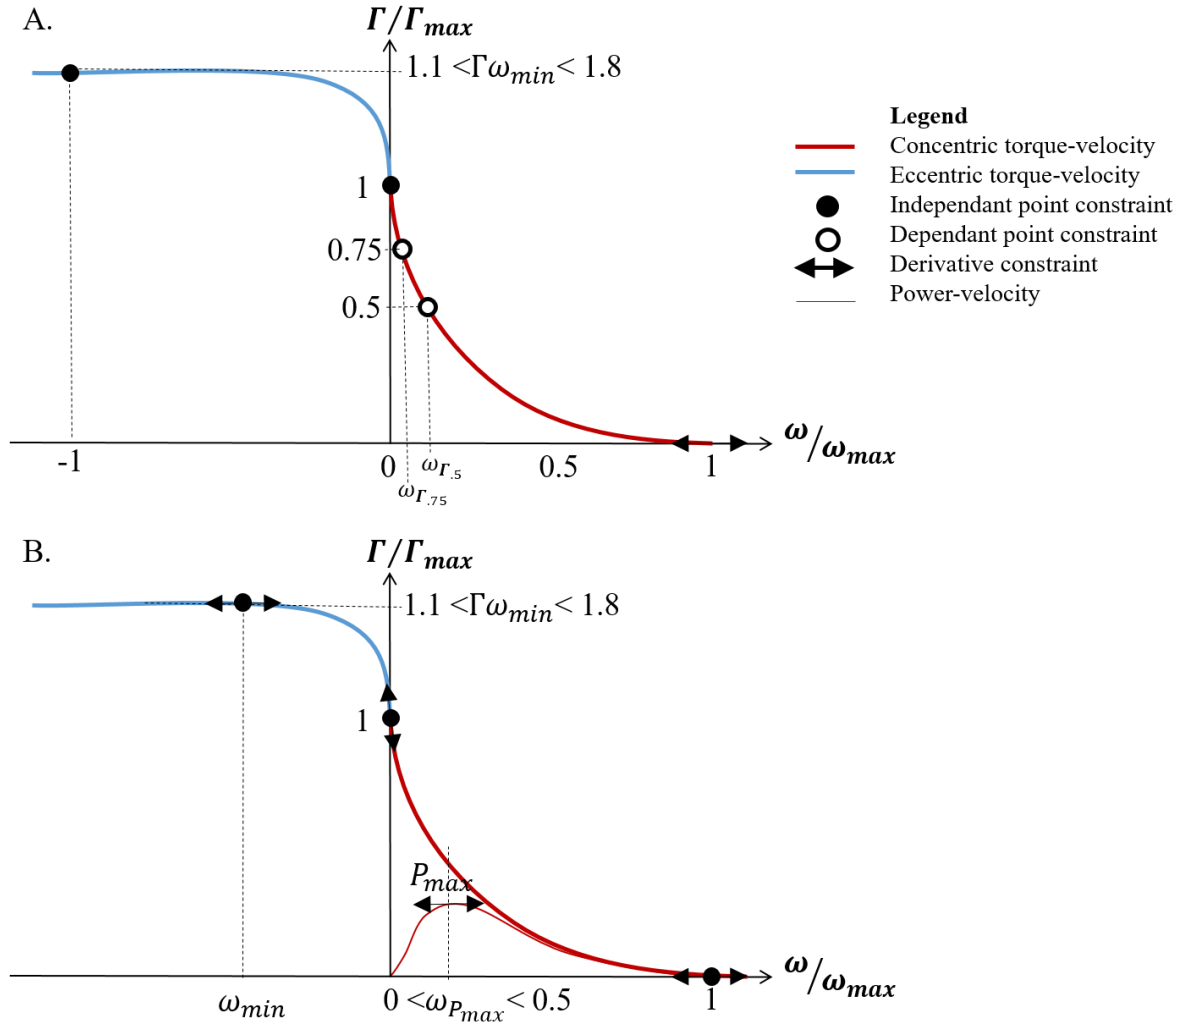 A.
Γ/Γmax
1.1 <Γωmin< 1.8
Legend
Concentric torque-velocity
Eccentric torque-velocity
1
Independant point constraint
0.75
Dependant point constraint
Derivative constraint
0.5
Power-velocity
ω/ωmax
-1
0
ωΓ.5
0.5
1
ωΓ.75
B.
Γ/Γmax
1.1 <Γωmin< 1.8
1
Pmax
ω/ωmax
ωmin
0 <ωPmax < 0.5
1